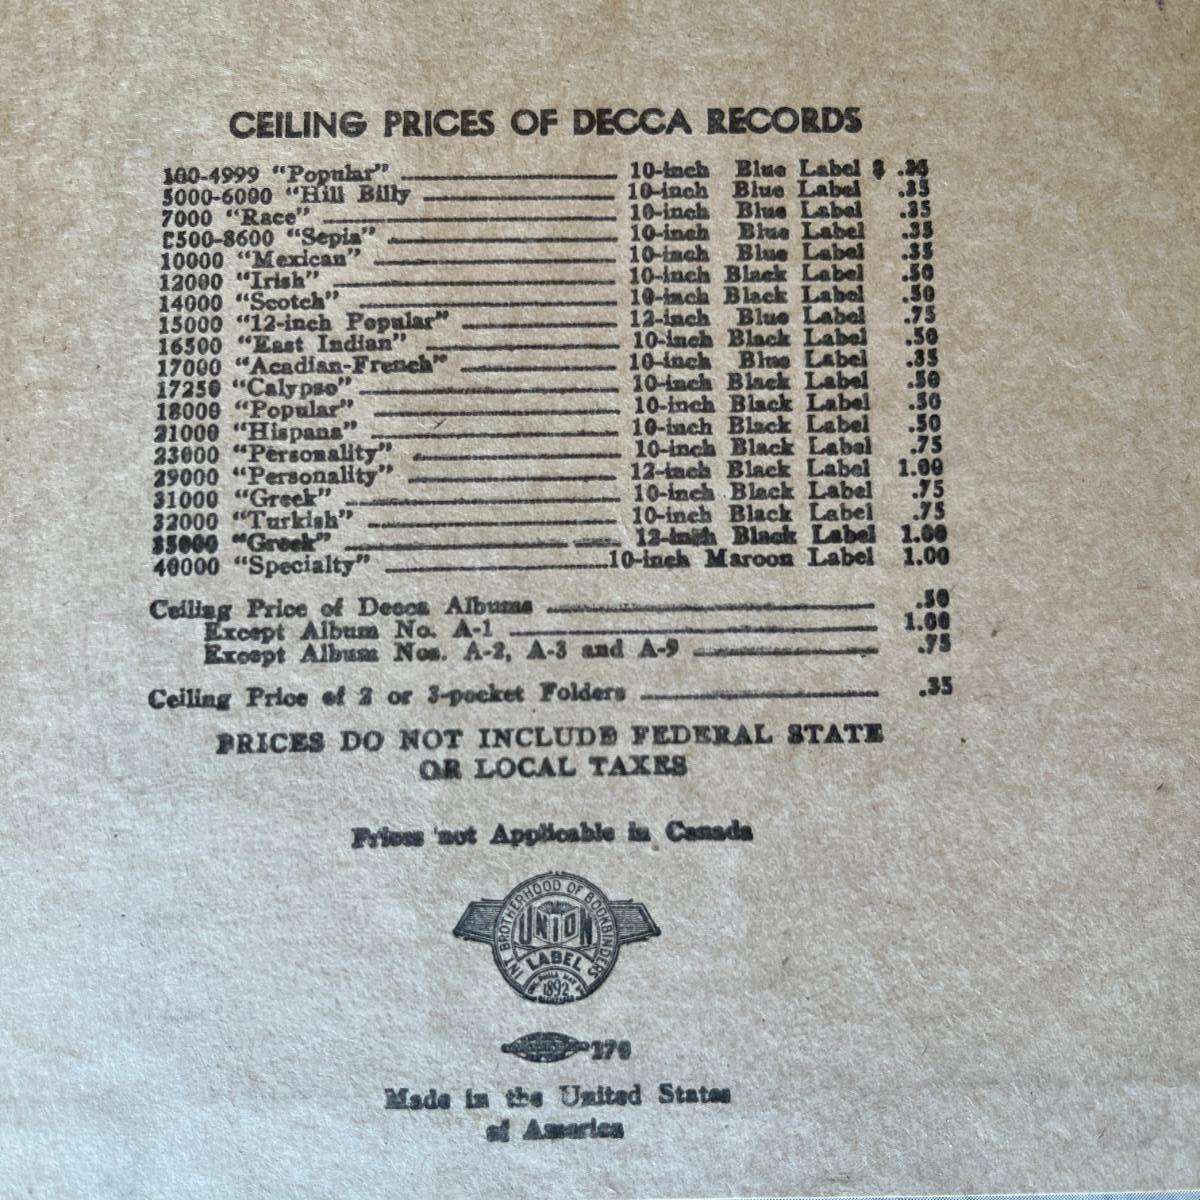 CEILING PRICES OF DECCA RECORDS
100-4999 "Popular" 10-inch Blue Label $ .35
5000-6000 "Hill Billy 10-inch Blue Label .35
7000 "Race" 10-inch Blue Label .35
8500-8600 "Sepia" 10-inch Blue Label .35
10000 "Mexican" 10-inch Blue Label .35
12000 "Irish" 10-inch Black Label .50
14000 "Scotch" 10-inch Black Label .50
15000 "12-inch Popular" 12-inch Blue Label .75
16500 "East Indian" 10-inch Black Label .50
17000 "Acadian-French" 10-inch Blue Label .35
17250 "Calypso" 10-inch Black Label .50
18000 "Popular" 10-inch Black Label .50
21000 "Hispana" 10-inch Black Label .50
23000 "Personality" 10-inch Black Label .75
29000 "Personality" 12-inch Black Label 1.00
31000 "Greek" 10-inch Black Label .75
32000 "Turkish" 10-inch Black Label .75
35000 "Greek" 12-inch Black Label 1.00
40000 "Specialty" 10-inch Maroon Label 1.00
Ceiling Price of Decca Albums .50
Except Album No. A-1 1.00
Except Album Nos. A-2, A-3 and A-9 .75
Ceiling Price of 2 or 3-pocket Folders .35
PRICES DO NOT INCLUDE FEDERAL STATE
OR LOCAL TAXES
Prices not Applicable in Canada
INT BROTHERHOOD OF BOOKBINDERS
UNION
LABEL
1892
270
Made in the United States
of America